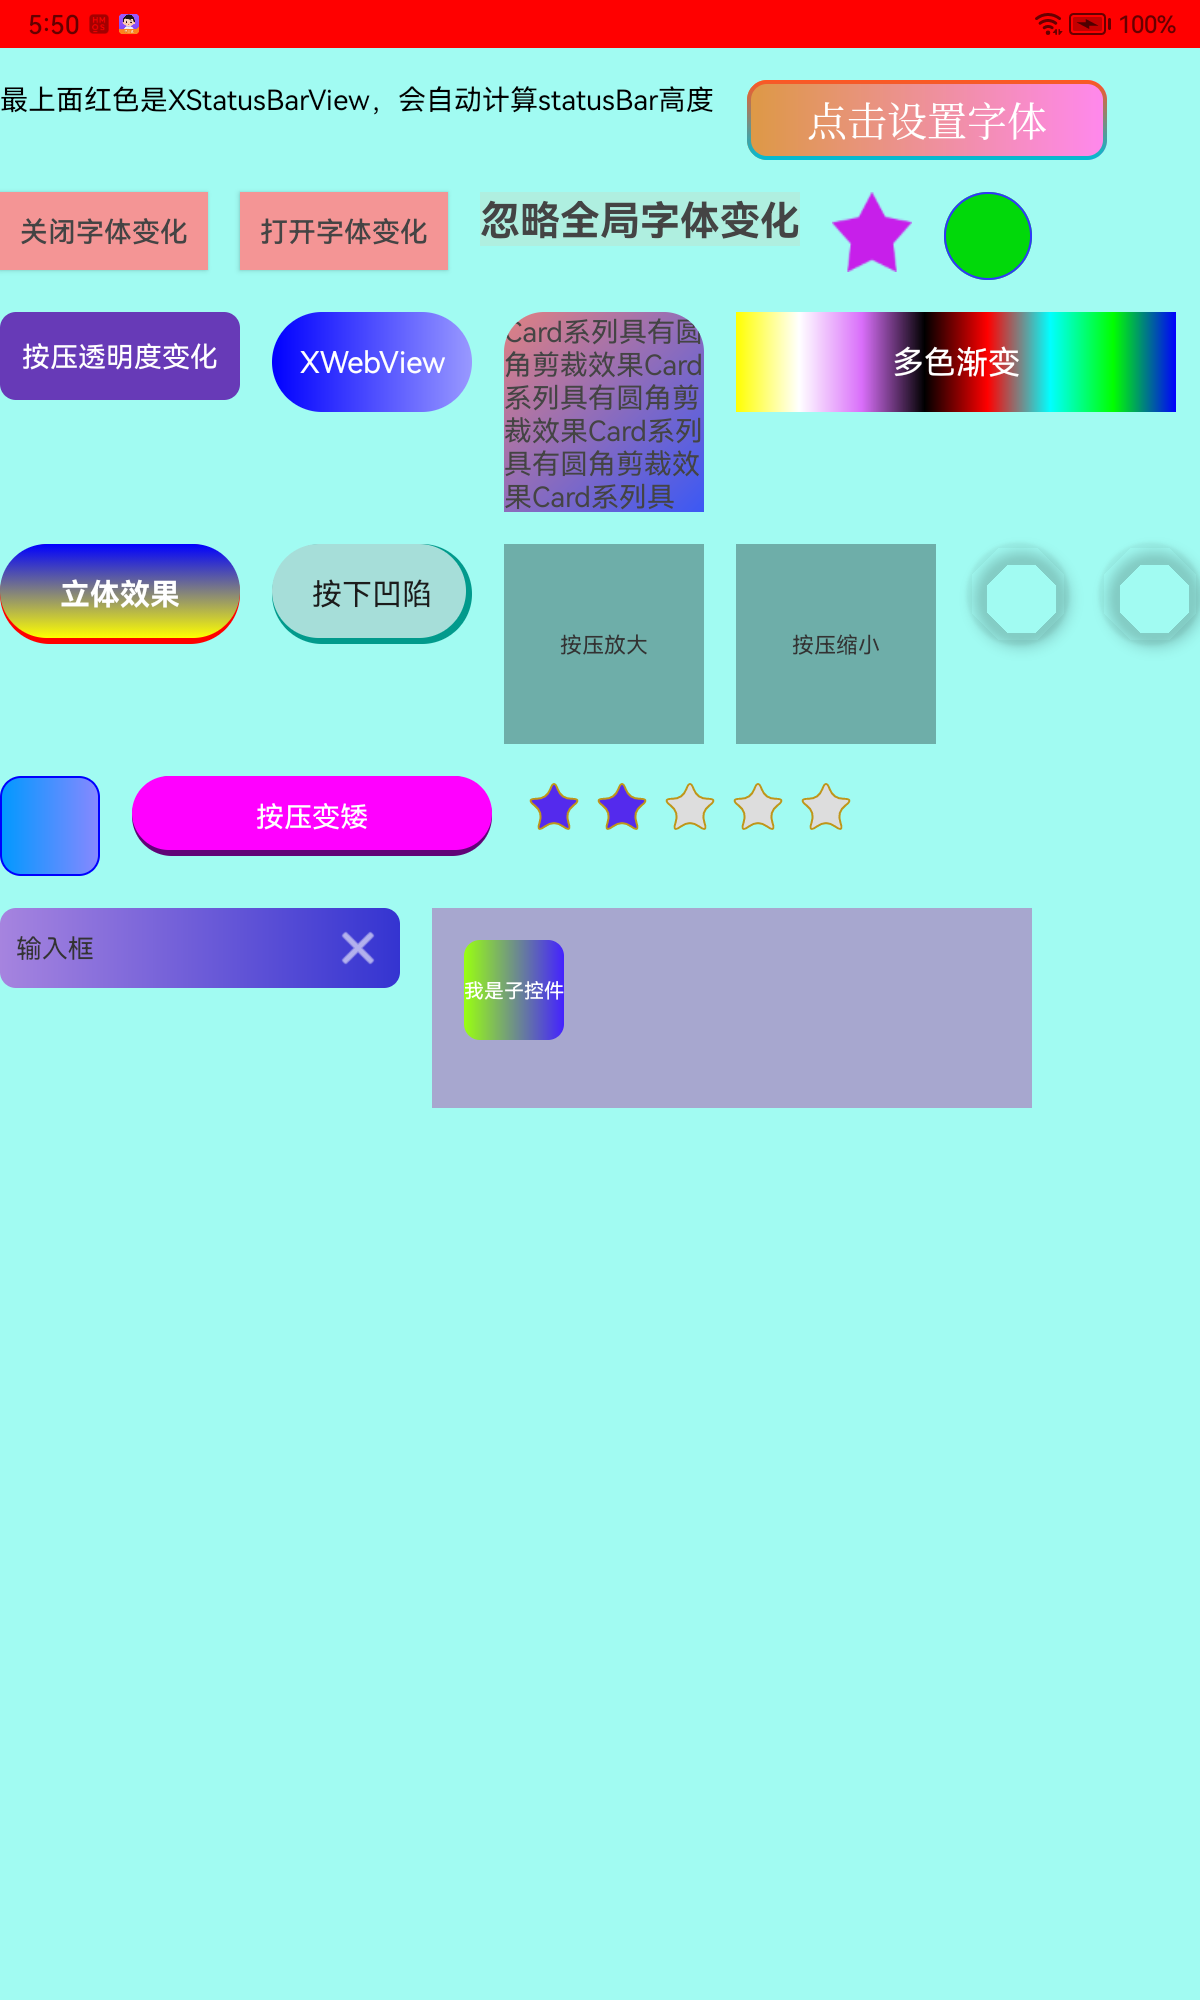 5:50
100%
最上面红色是XStatusBarView，会自动计算statusBar高度
点击设置字体
关闭字体变化
打开字体变化
忽略全局字体变化
按压透明度变化
XWebView
Card系列具有圆
角剪裁效果Card
系列具有圆角剪
裁效果Card系列
具有圆角剪裁效
果Card系列具
多色渐变
立体效果
按下凹陷
按压放大
按压缩小
按压变矮
输入框
我是子控件